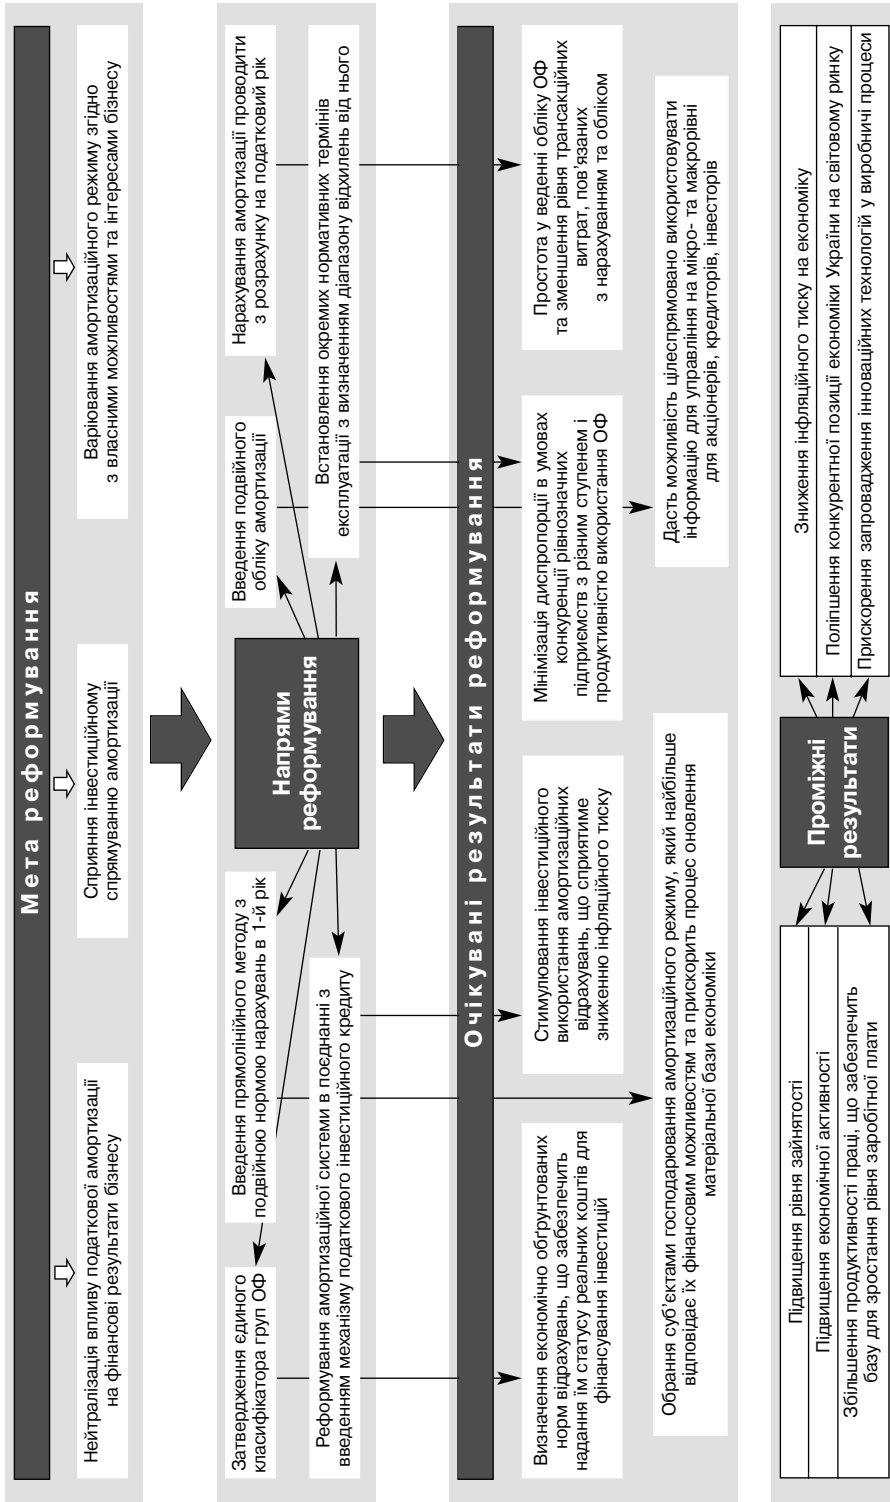 Мета реформування
Нейтралізація впливу податкової амортизації
на фінансові результати бізнесу
Сприяння інвестиційному
спрямуванню амортизації
Варіювання амортизаційного режиму згідно
з власними можливостями та інтересами бізнесу
Затвердження єдиного
класифікатора груп ОФ
Введення прямолінійного методу з
подвійною нормою нарахувань в 1-й рік
Напрями
реформування
Введення подвійного
обліку амортизації
Нарахування амортизації проводити
з розрахунку на податковий рік
Реформування амортизаційної системи в поєднанні з
введенням механізму податкового інвестиційного кредиту
Встановлення окремих нормативних термінів
експлуатації з визначенням діапазону відхилень від нього
Очікувані результати реформування
Визначення економічно обґрунтованих
норм відрахувань, що забезпечить
надання їм статусу реальних коштів для
фінансування інвестицій
Стимулювання інвестиційного
використання амортизаційних
відрахувань, що сприятиме
зниженню інфляційного тиску
Мінімізація диспропорції в умовах
конкуренції рівнозначних
підприємств з різним ступенем і
продуктивністю використання ОФ
Простота у веденні обліку ОФ
та зменшення рівня трансакційних
витрат, пов’язаних
з нарахуванням та обліком
Обрання суб’єктами господарювання амортизаційного режиму, який найбільше
відповідає їх фінансовим можливостям та прискорить процес оновлення
матеріальної бази економіки
Дасть можливість цілеспрямовано використовувати
інформацію для управління на мікро- та макрорівні
для акціонерів, кредиторів, інвесторів
Підвищення рівня зайнятості
Підвищення економічної активності
Збільшення продуктивності праці, що забезпечить
базу для зростання рівня заробітної плати
Проміжні
результати
Зниження інфляційного тиску на економіку
Поліпшення конкурентної позиції економіки України на світовому ринку
Прискорення запровадження інноваційних технологій у виробничі процеси